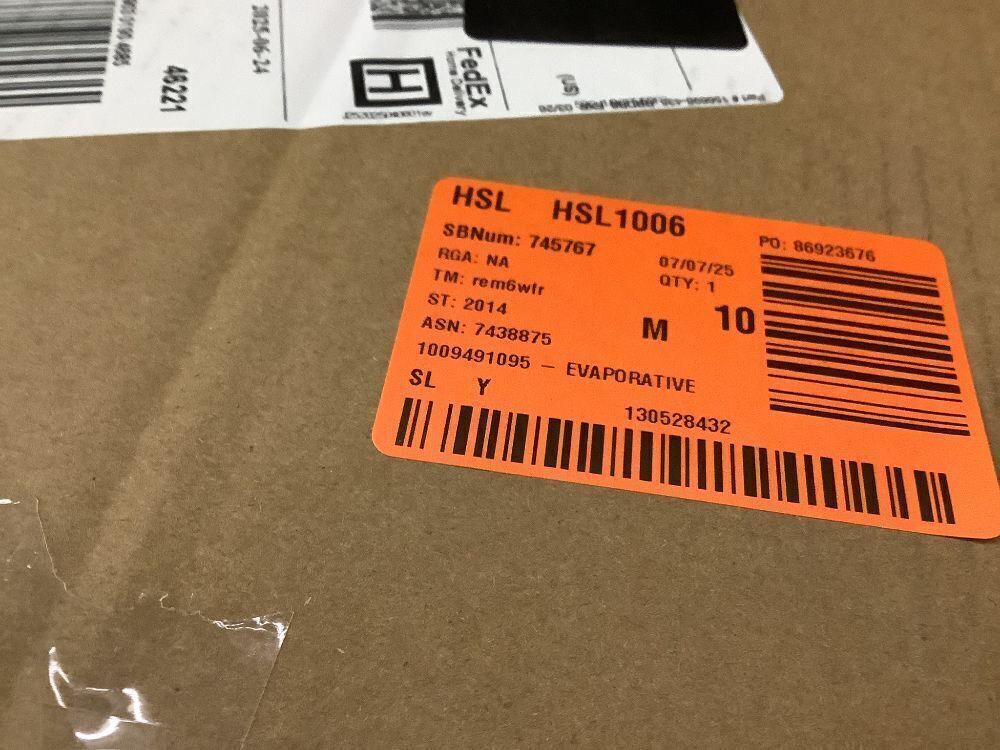 2025-06-24
46221
FedEx
Home Delivery
H
(US)
HSL HSL1006
SBNum: 745767
PO: 86923676
RGA: NA
07/07/25
TM: rem6wfr
QTY: 1
ST: 2014
M 10
ASN: 7438875
1009491095 – EVAPORATIVE
SL Y
130528432